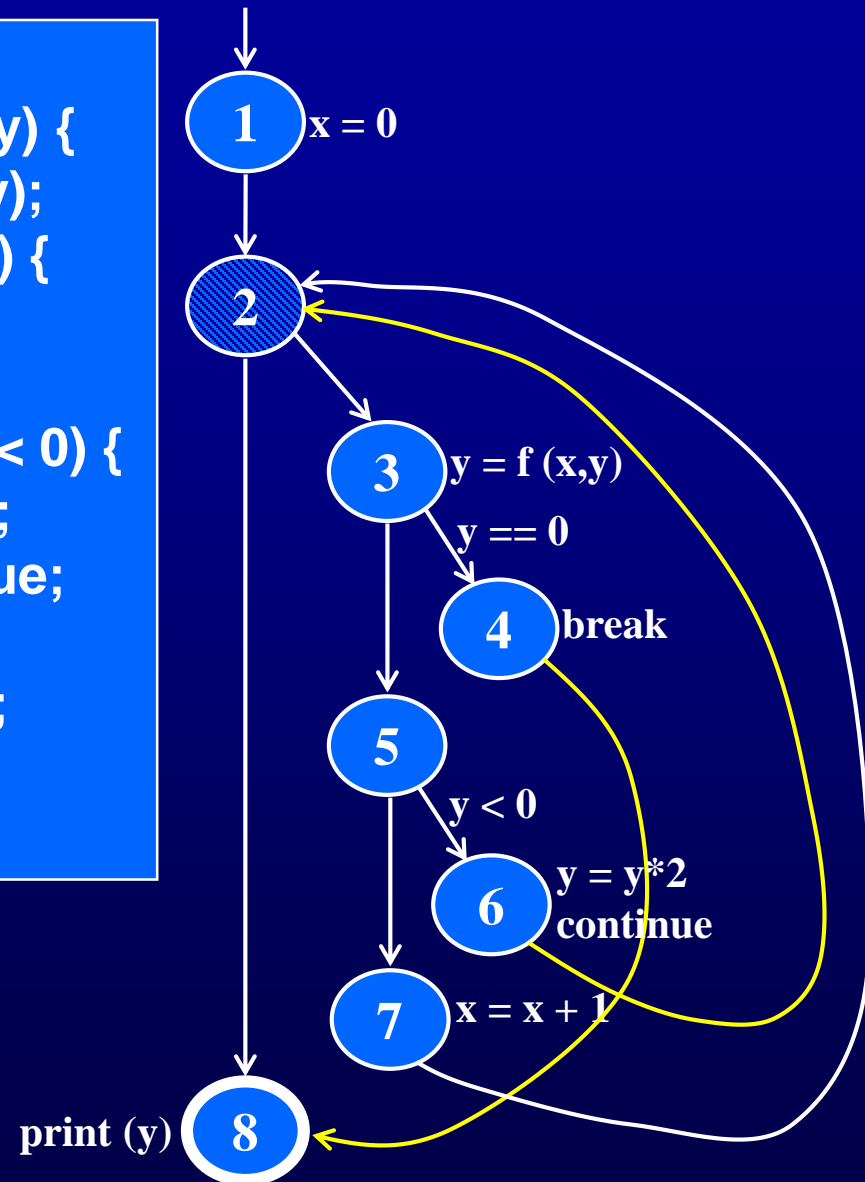 y) {
);
) {
< 0) {
;
ue;
;
1
x = 0
2
3
y = f (x,y)
y == 0
4
break
5
y < 0
6
y = y*2
continue
7
x = x + 1
print (y)
8